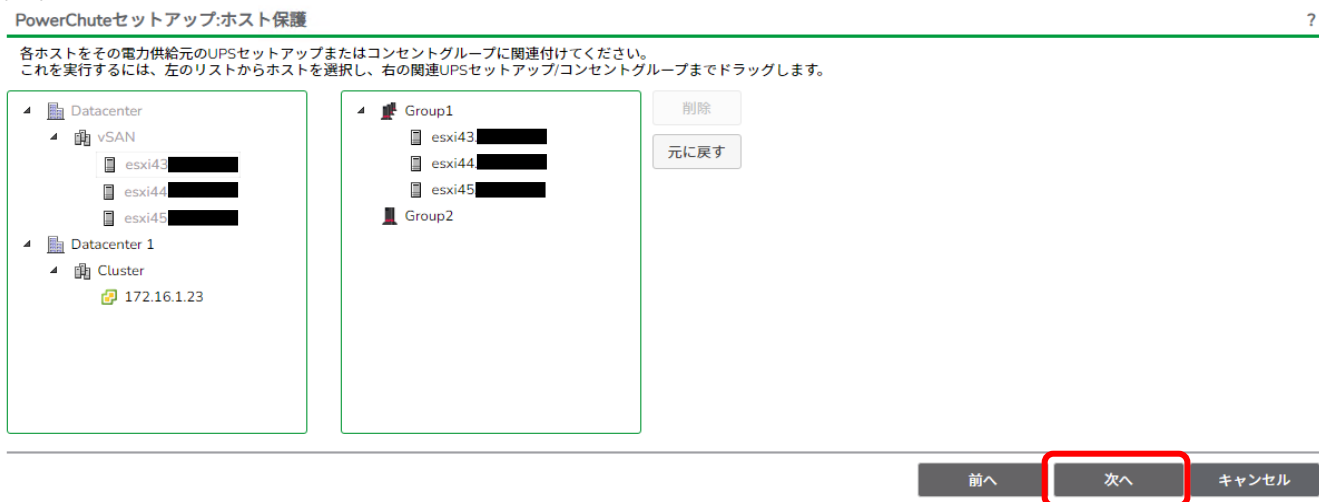 PowerChuteセットアップ:ホスト保護
?
各ホストをその電力供給元のUPSセットアップまたはコンセントグループに関連付けてください。
これを実行するには、左のリストからホストを選択し、右の関連UPSセットアップ/コンセントグループまでドラッグします。
Datacenter
vSAN
esxi43
esxi44
esxi45
Datacenter 1
Cluster
172.16.1.23
Group1
esxi43.
esxi44.
esxi45
Group2
削除
元に戻す
前へ
次へ
キャンセル